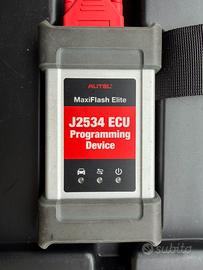 AUTEL
MaxiFlash Elite
J2534 ECU
Programming
Device
subito